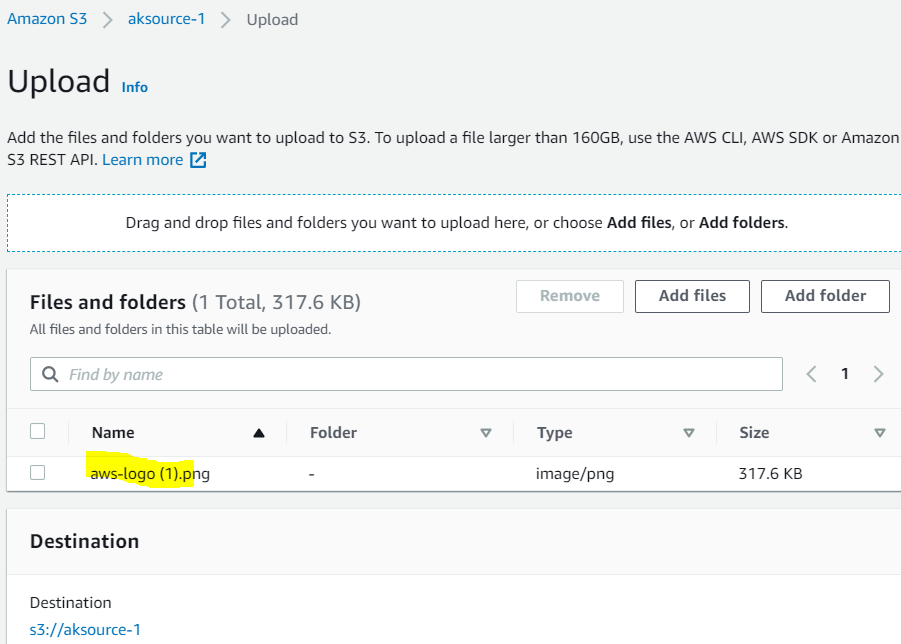 Amazon S3 > aksource-1 > Upload
Upload Info
Add the files and folders you want to upload to S3. To upload a file larger than 160GB, use the AWS CLI, AWS SDK or Amazon
S3 REST API. Learn more
Drag and drop files and folders you want to upload here, or choose Add files, or Add folders.
Files and folders (1 Total, 317.6 KB) Remove Add files Add folder
All files and folders in this table will be uploaded.
Find by name < 1 >
Name Folder Type Size
aws-logo (1).png - image/png 317.6 KB
Destination
Destination
s3://aksource-1